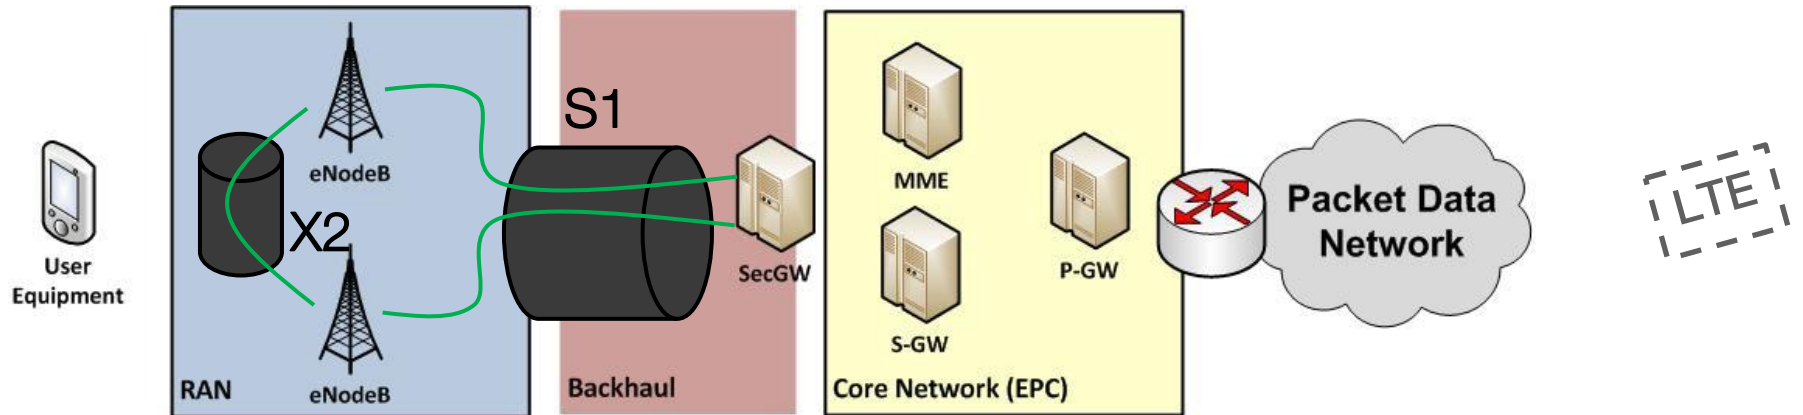 User
Equipment
eNodeB
X2
eNodeB
RAN
S1
SecGW
Backhaul
MME
S-GW
P-GW
Core Network (EPC)
Packet Data
Network
LTE